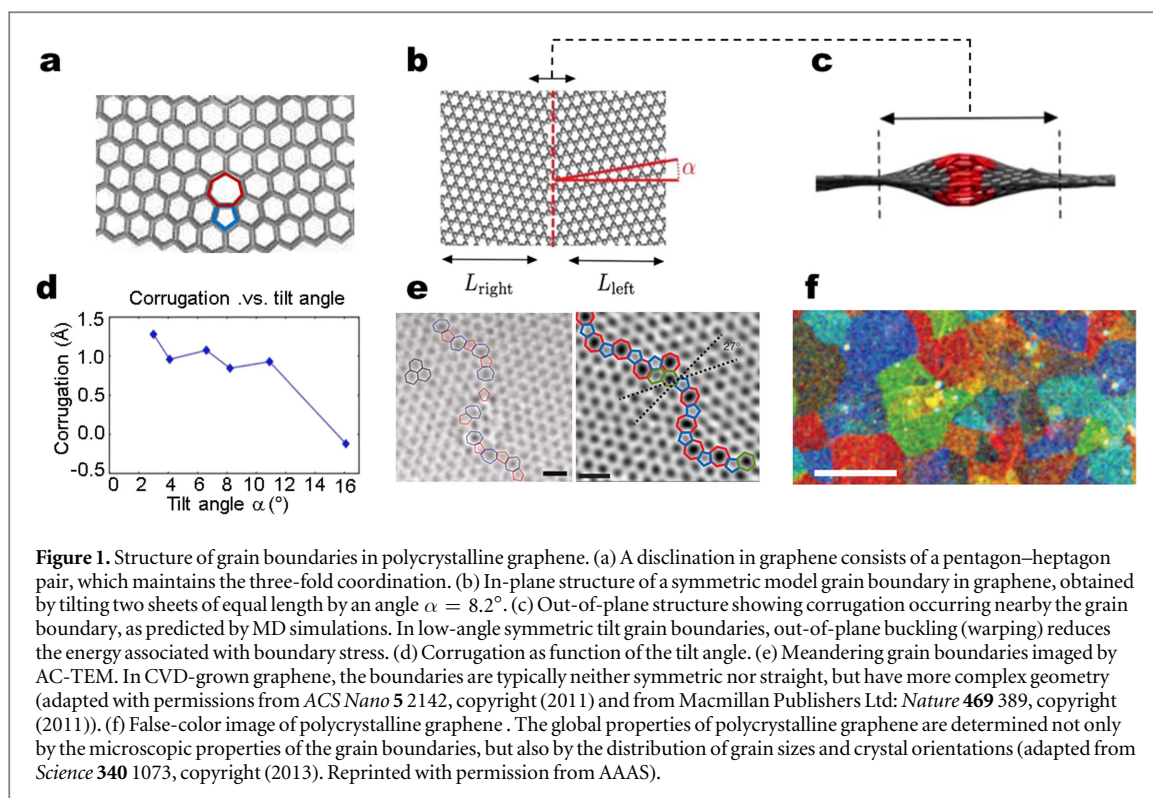 a
b
c
α
L_right
L_left
d
Corrugation .vs. tilt angle
Corrugation (Å)
1.5
1.0
0.5
0.0
-0.5
0 2 4 6 8 10 12 14 16
Tilt angle α (°)
e
27°
f
Figure 1. Structure of grain boundaries in polycrystalline graphene. (a) A disclination in graphene consists of a pentagon–heptagon
pair, which maintains the three-fold coordination. (b) In-plane structure of a symmetric model grain boundary in graphene, obtained
by tilting two sheets of equal length by an angle α = 8.2°. (c) Out-of-plane structure showing corrugation occurring nearby the grain
boundary, as predicted by MD simulations. In low-angle symmetric tilt grain boundaries, out-of-plane buckling (warping) reduces
the energy associated with boundary stress. (d) Corrugation as function of the tilt angle. (e) Meandering grain boundaries imaged by
AC-TEM. In CVD-grown graphene, the boundaries are typically neither symmetric nor straight, but have more complex geometry
(adapted with permissions from ACS Nano 5 2142, copyright (2011) and from Macmillan Publishers Ltd: Nature 469 389, copyright
(2011)). (f) False-color image of polycrystalline graphene . The global properties of polycrystalline graphene are determined not only
by the microscopic properties of the grain boundaries, but also by the distribution of grain sizes and crystal orientations (adapted from
Science 340 1073, copyright (2013). Reprinted with permission from AAAS).